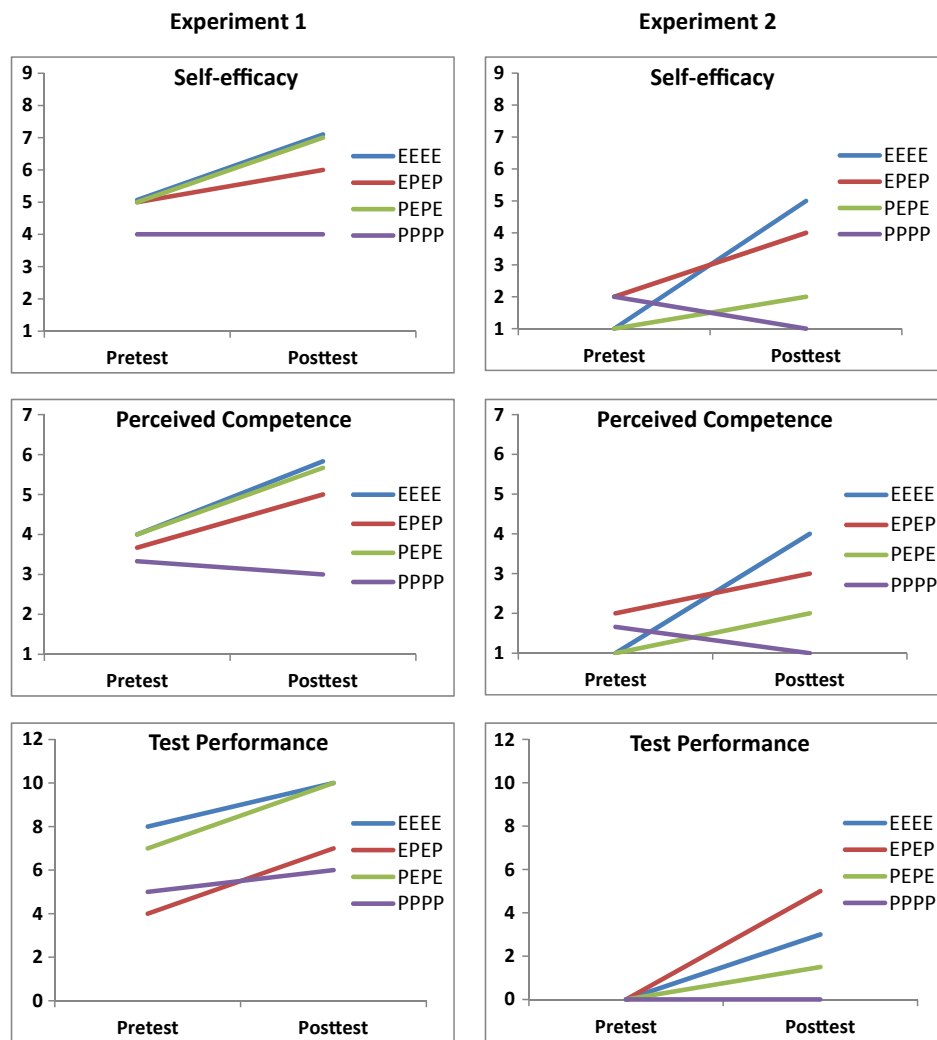 Experiment 1
Experiment 2
Self-efficacy
9
8
7
6
5
4
3
2
1
EEEE
EPEP
PEPE
PPPP
Pretest
Posttest
Self-efficacy
9
8
7
6
5
4
3
2
1
EEEE
EPEP
PEPE
PPPP
Pretest
Posttest
Perceived Competence
7
6
5
4
3
2
1
EEEE
EPEP
PEPE
PPPP
Pretest
Posttest
Perceived Competence
7
6
5
4
3
2
1
EEEE
EPEP
PEPE
PPPP
Pretest
Posttest
Test Performance
12
10
8
6
4
2
0
EEEE
EPEP
PEPE
PPPP
Pretest
Posttest
Test Performance
12
10
8
6
4
2
0
EEEE
EPEP
PEPE
PPPP
Pretest
Posttest